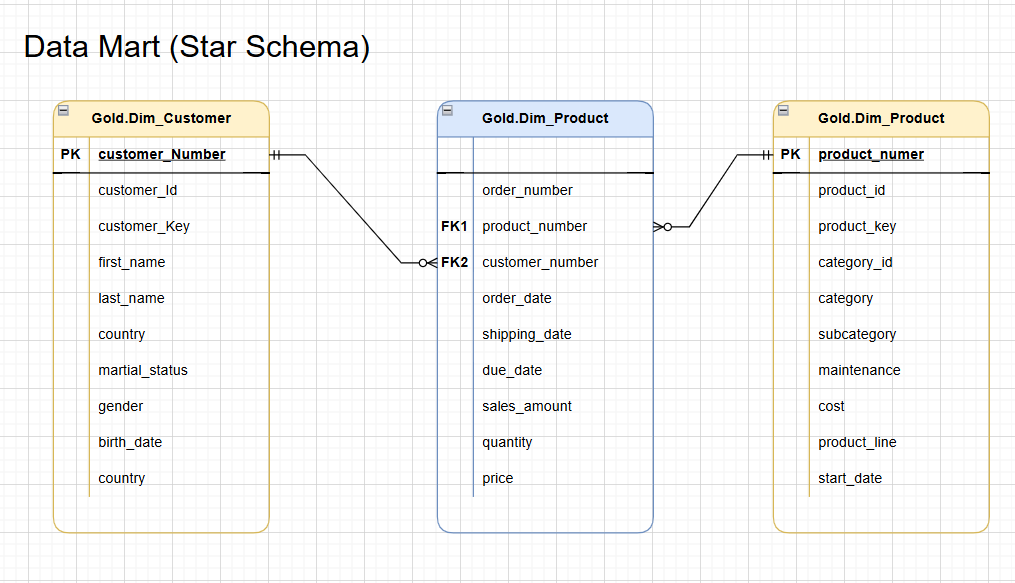 Data Mart (Star Schema)
Gold.Dim_Customer
PK customer_Number
customer_Id
customer_Key
first_name
last_name
country
martial_status
gender
birth_date
country
Gold.Dim_Product
order_number
FK1 product_number
FK2 customer_number
order_date
shipping_date
due_date
sales_amount
quantity
price
Gold.Dim_Product
PK product_numer
product_id
product_key
category_id
category
subcategory
maintenance
cost
product_line
start_date